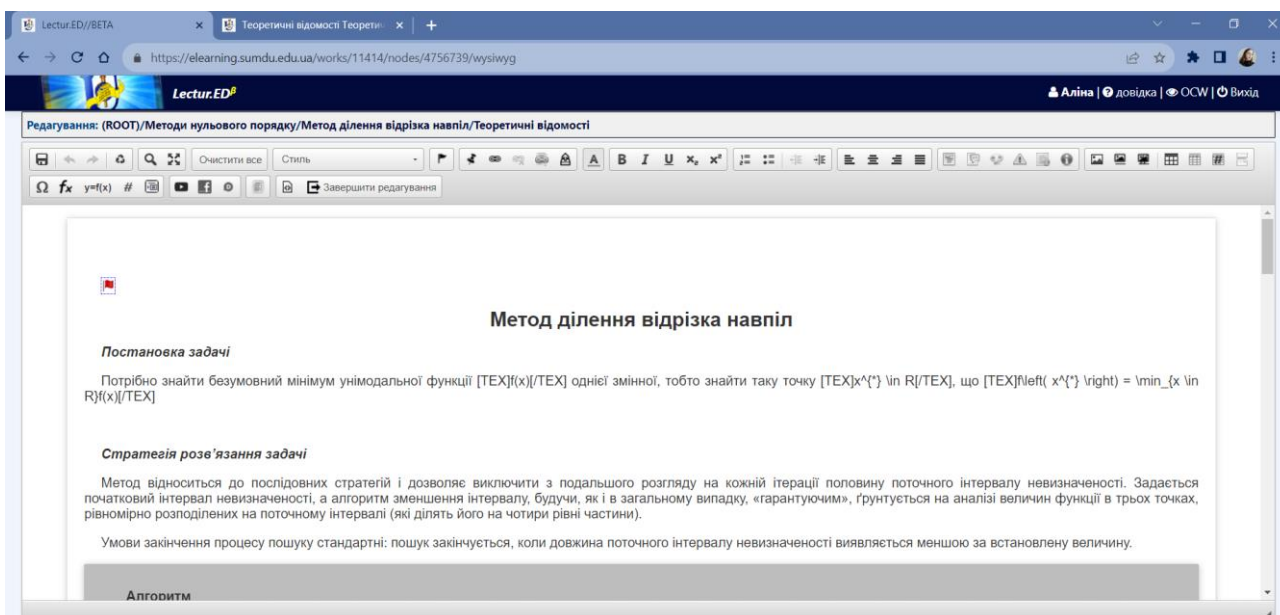 Lectur.ED//BETA
Теоретичні відомості Теорети
https://elearning.sumdu.edu.ua/works/11414/nodes/4756739/wysiwyg
Lectur.EDβ
Аліна | довідка | OCW | Вихід
Редагування: (ROOT)/Методи нульового порядку/Метод ділення відрізка навпіл/Теоретичні відомості
Очистити все Стиль A B I U x₂ x²
Ω fx y=f(x) # Завершити редагування
Метод ділення відрізка навпіл
Постановка задачі
Потрібно знайти безумовний мінімум унімодальної функції [TEX]f(x)[/TEX] однієї змінної, тобто знайти таку точку [TEX]x^{*} \in R[/TEX], що [TEX]f\left( x^{*} \right) = \min_{x \in
R}f(x)[/TEX]
Стратегія розв’язання задачі
Метод відноситься до послідовних стратегій і дозволяє виключити з подальшого розгляду на кожній ітерації половину поточного інтервалу невизначеності. Задається
початковий інтервал невизначеності, а алгоритм зменшення інтервалу, будучи, як і в загальному випадку, «гарантуючим», ґрунтується на аналізі величин функції в трьох точках,
рівномірно розподілених на поточному інтервалі (які ділять його на чотири рівні частини).
Умови закінчення процесу пошуку стандартні: пошук закінчується, коли довжина поточного інтервалу невизначеності виявляється меншою за встановлену величину.
Алгоритм